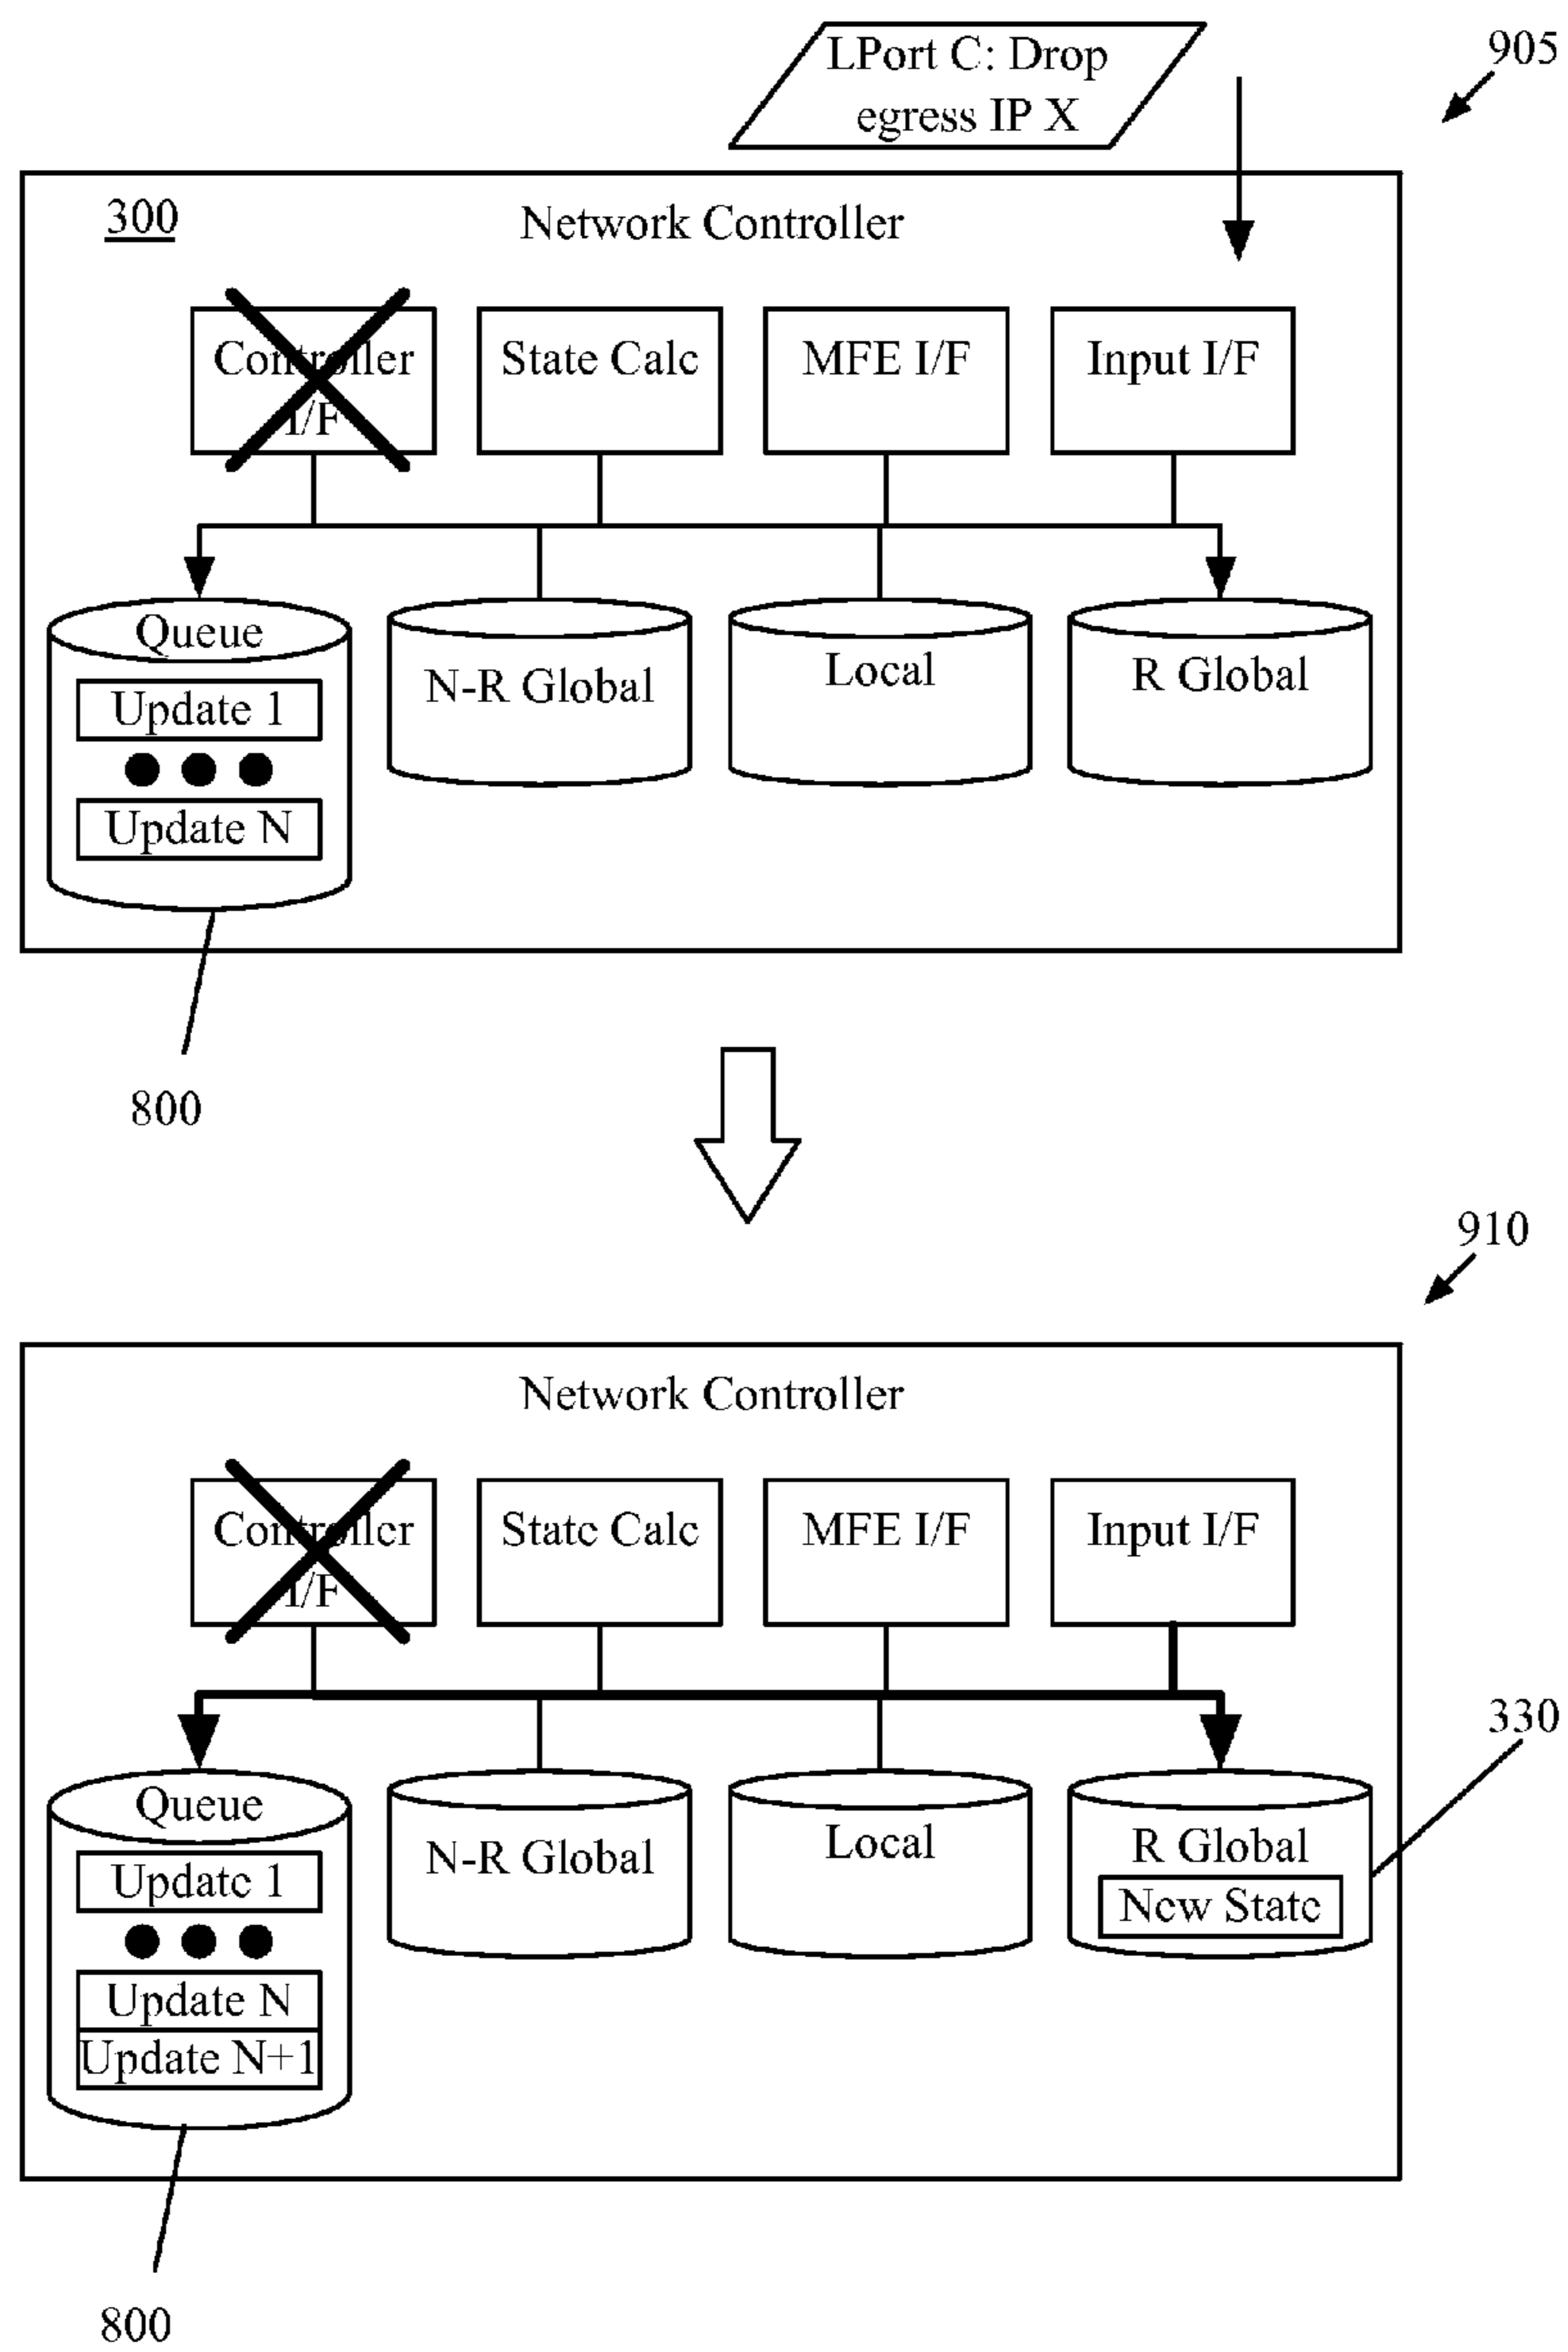 LPort C: Drop
egress IP X
905
300
Network Controller
Controller
I/F
State Calc
MFE I/F
Input I/F
Queue
Update 1
Update N
N-R Global
Local
R Global
800
910
Network Controller
Controller
I/F
State Calc
MFE I/F
Input I/F
330
Queue
Update 1
Update N
Update N+1
N-R Global
Local
R Global
New State
800